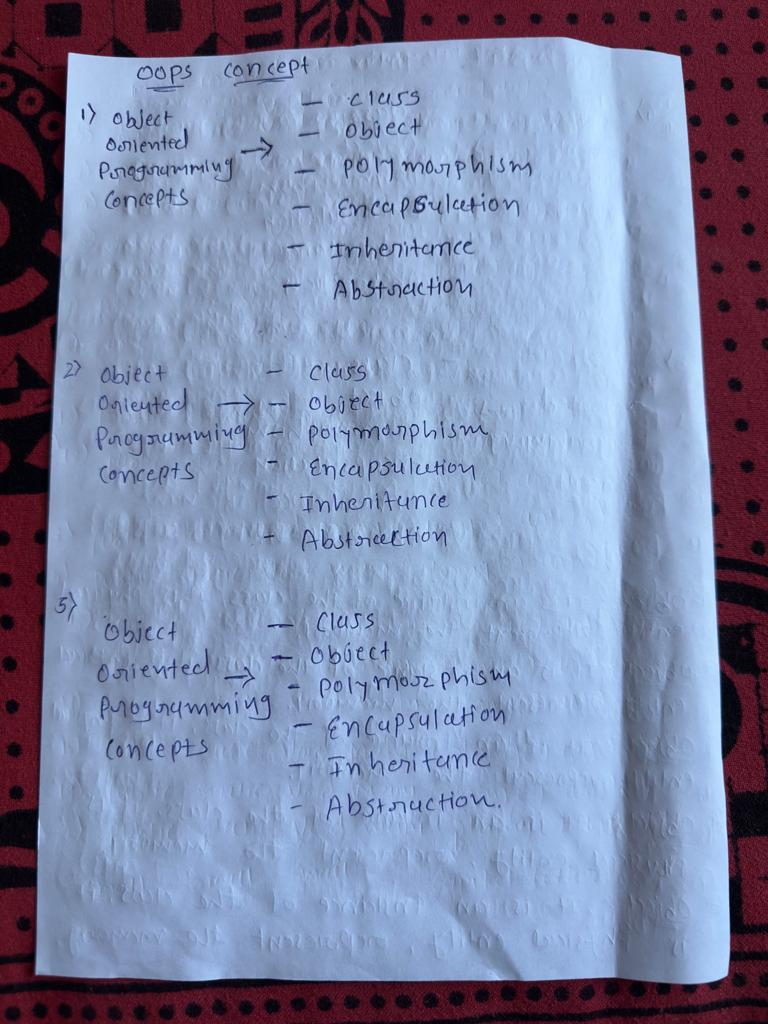 OOPS Concept
1) Object
Oriented
Programming
Concepts
→
- Class
- Object
- Polymorphism
- Encapsulation
- Inheritance
- Abstraction
2) Object
Oriented
Programming
Concepts
→
- Class
- Object
- Polymorphism
- Encapsulation
- Inheritance
- Abstraction
5)
Object
Oriented
Programming
Concepts
→
- Class
- Object
- Polymorphism
- Encapsulation
- Inheritance
- Abstraction.